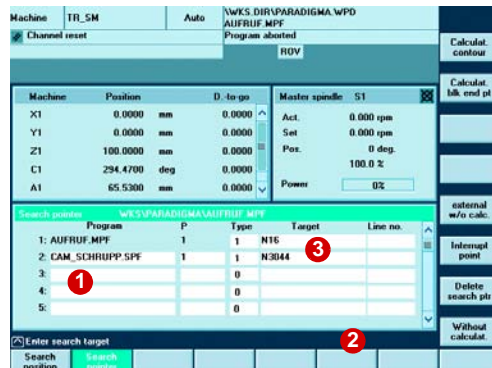 Machine TR_SM Auto \WKS.DIR\PARADIGMA.WPD
AUFRUF.MPF
Channel reset Program aborted
ROV
Calculat.
contour
Calculat.
blk end pt
Machine Position D.-to-go Master spindle S1
X1 0.0000 mm 0.0000 Act. 0.000 rpm
Y1 0.0000 mm 0.0000 Set 0.000 rpm
Z1 100.0000 mm 0.0000 Pos. 0 deg.
C1 294.4700 deg 0.0000 100.0 %
A1 65.5300 mm 0.0000 Power 0%
external
w/o calc.
Search pointer WKS\PARADIGMA\AUFRUF.MPF
Program P Type Target Line no.
1: AUFRUF.MPF 1 1 N16
2: CAM_SCHRUPP.SPF 1 1 N3044
3: 0
4: 0
5: 0
1
3
2
Interrupt
point
Delete
search ptr
Without
calculat.
Enter search target
Search
position
Search
pointer